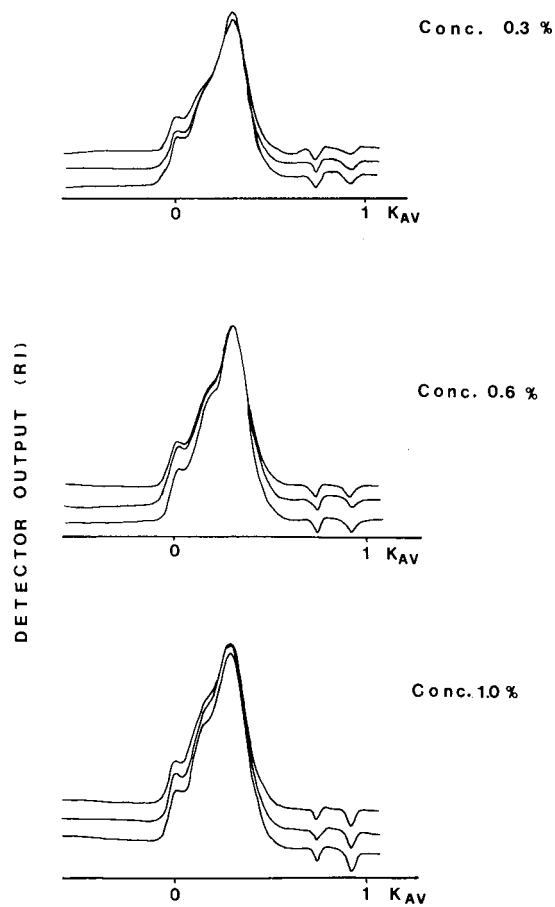 Conc. 0.3 %
0 1 KAV
DETECTOR OUTPUT (RI)
Conc. 0.6 %
0 1 KAV
Conc. 1.0 %
0 1 KAV